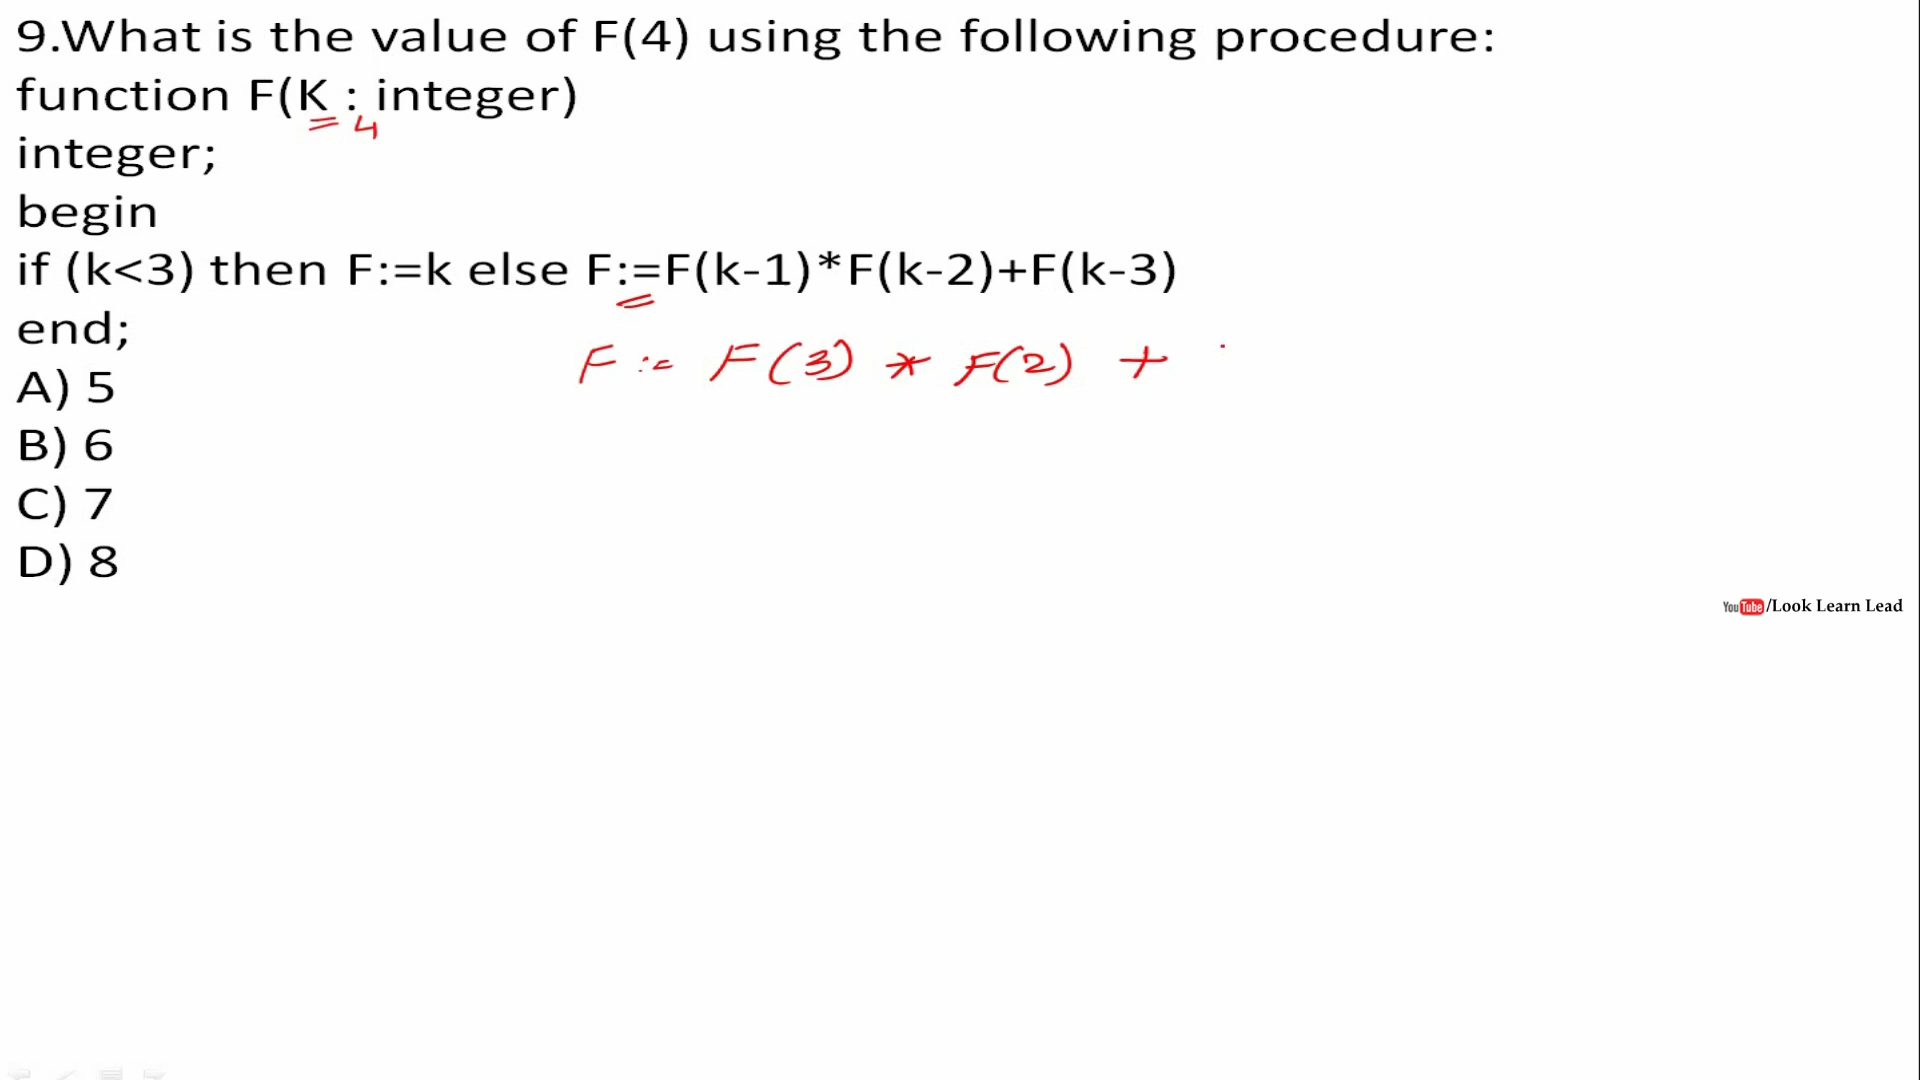 9.What is the value of F(4) using the following procedure:
function F(K : integer)
= 4
integer;
begin
if (k<3) then F:=k else F:=F(k-1)*F(k-2)+F(k-3)
end;
F := F(3) * F(2) +
A) 5
B) 6
C) 7
D) 8
YouTube/Look Learn Lead